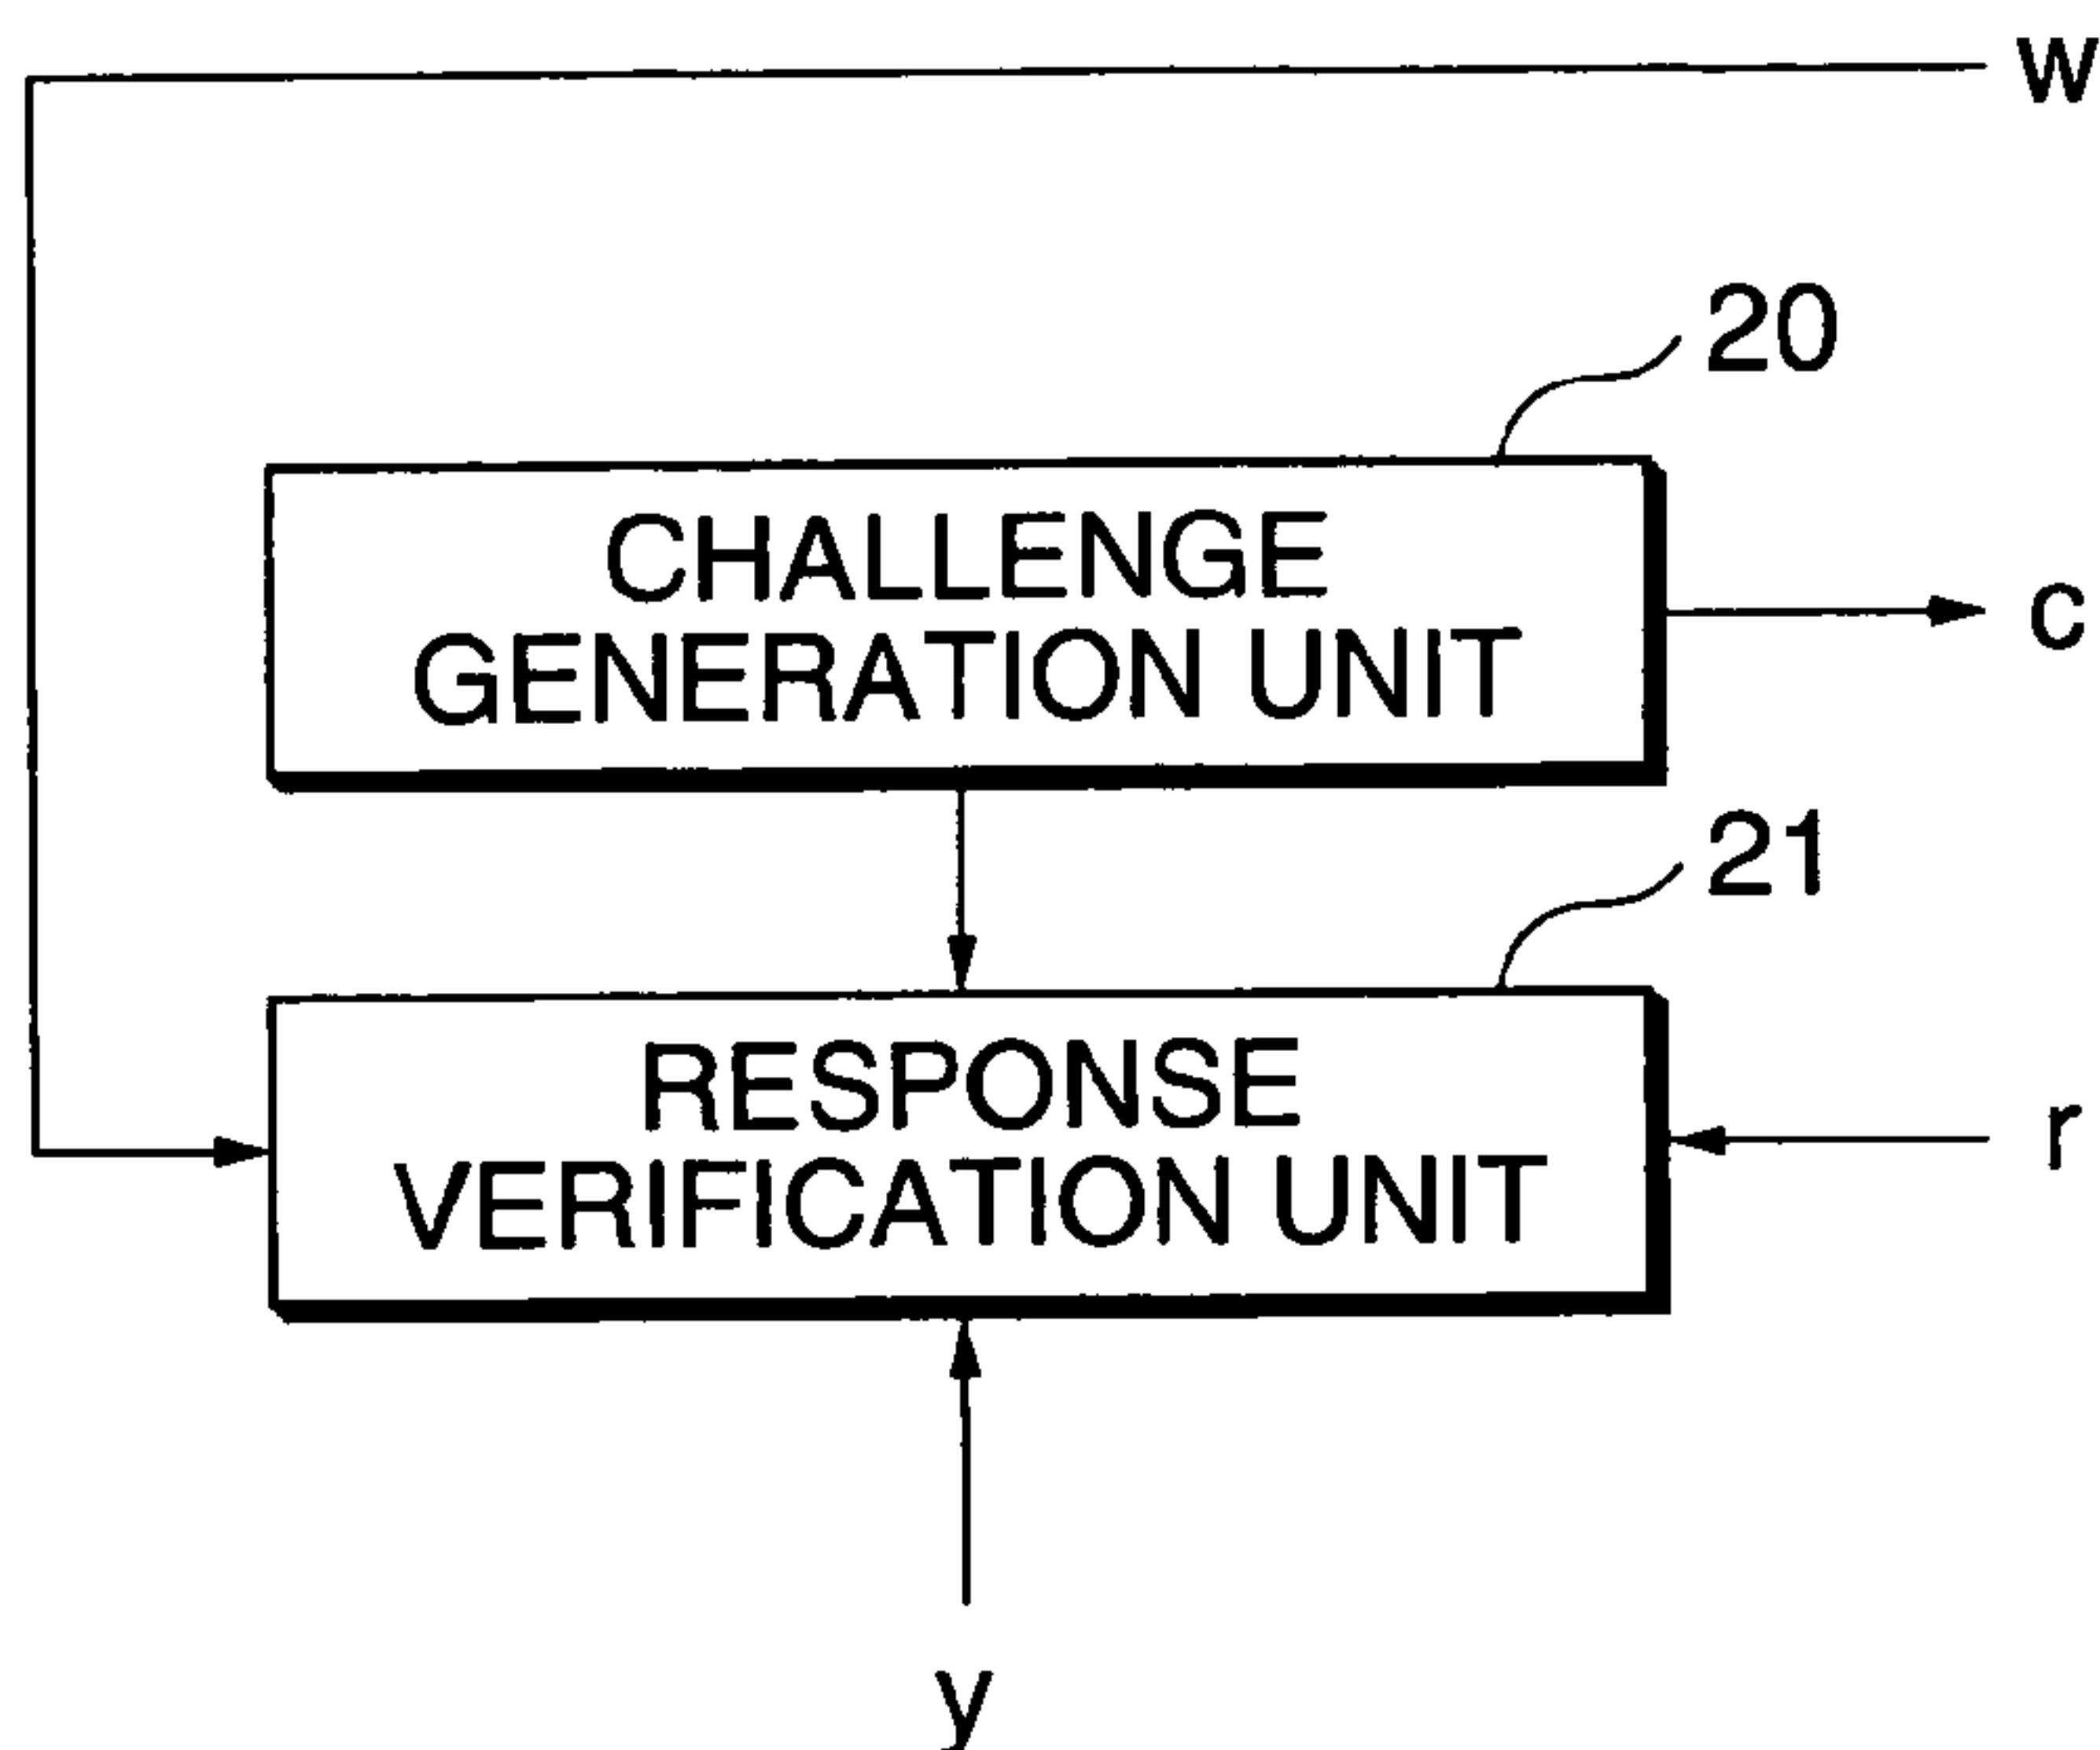 w
20
CHALLENGE
GENERATION UNIT
c
21
RESPONSE
VERIFICATION UNIT
r
y